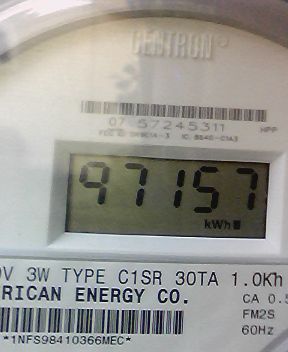 CENTRON®
07 57245311 HPP
97157
kWh
V 3W TYPE C1SR 30TA 1.0Kh
RICAN ENERGY CO.
CA 0.5
FM2S
60Hz
*1NFS98410366MEC*